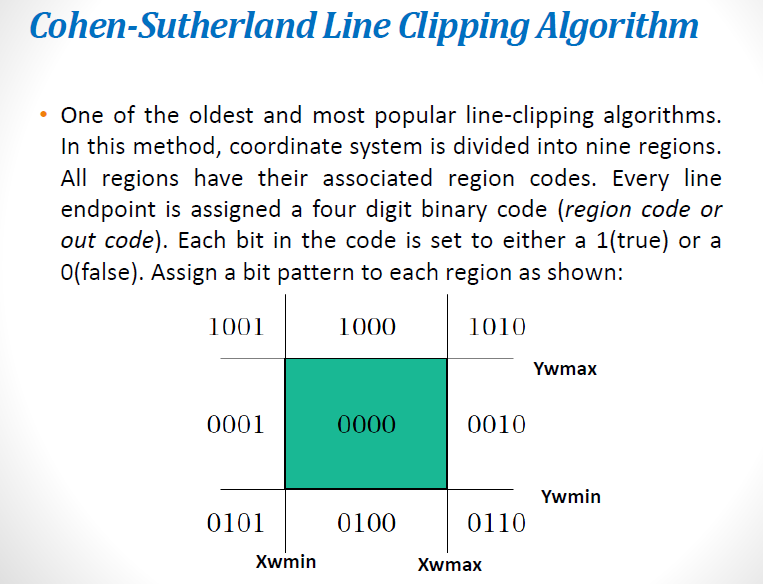 Cohen-Sutherland Line Clipping Algorithm
• One of the oldest and most popular line-clipping algorithms.
In this method, coordinate system is divided into nine regions.
All regions have their associated region codes. Every line
endpoint is assigned a four digit binary code (region code or
out code). Each bit in the code is set to either a 1(true) or a
0(false). Assign a bit pattern to each region as shown:
1001 1000 1010
Ywmax
0001 0000 0010
Ywmin
0101 0100 0110
Xwmin Xwmax